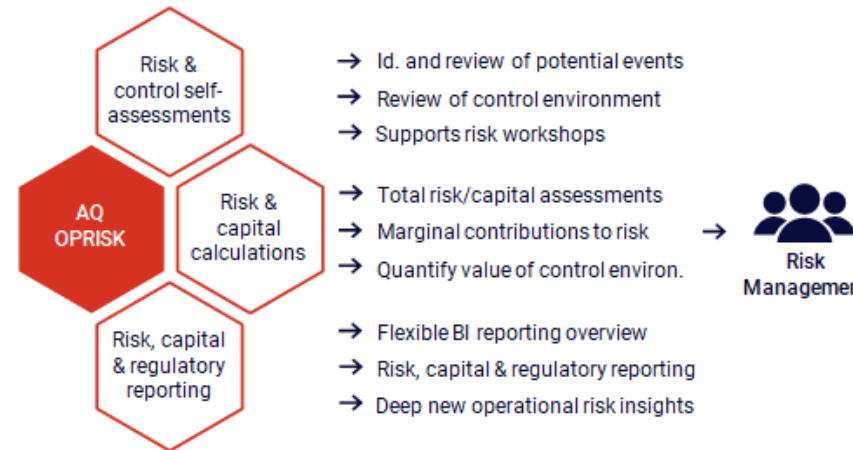 Risk &
control self-
assessments
→ Id. and review of potential events
→ Review of control environment
→ Supports risk workshops
AQ
OPRISK
Risk &
capital
calculations
→ Total risk/capital assessments
→ Marginal contributions to risk
→ Quantify value of control environ.
→
Risk
Managemen
Risk, capital
& regulatory
reporting
→ Flexible BI reporting overview
→ Risk, capital & regulatory reporting
→ Deep new operational risk insights